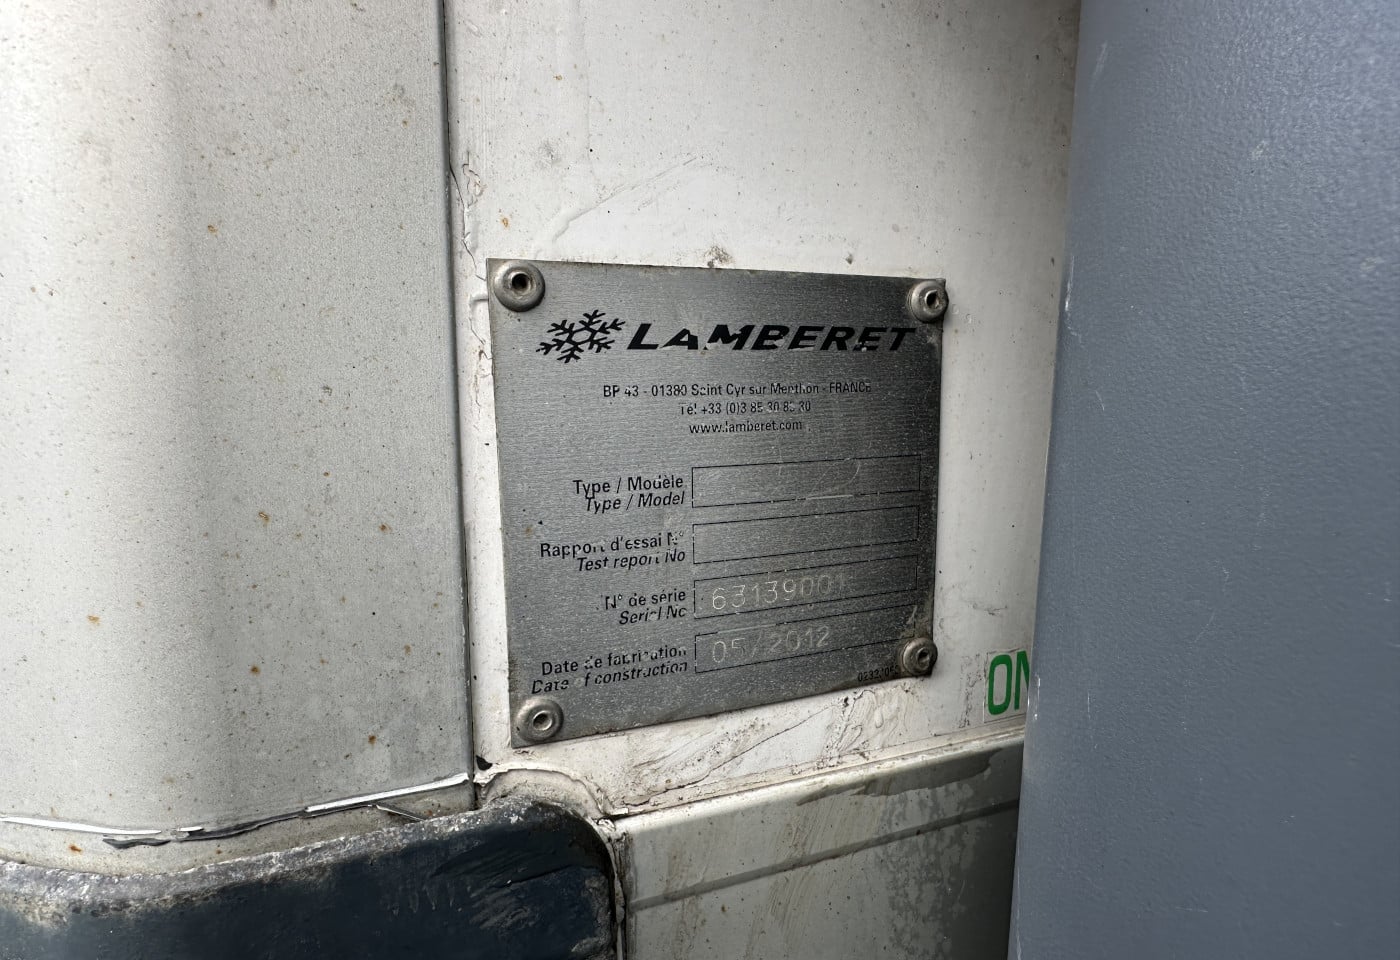 LAMBERET
BP 43 - 01380 Saint Cyr sur Menthon - FRANCE
Tél +33 (0)3 85 30 85 30
www.lamberet.com
Type / Modèle
Type / Model
Rapport d'essai N°
Test report No
N° de série
Serial No
63139001
Date de fabrication
Date of construction
05/2012
ON